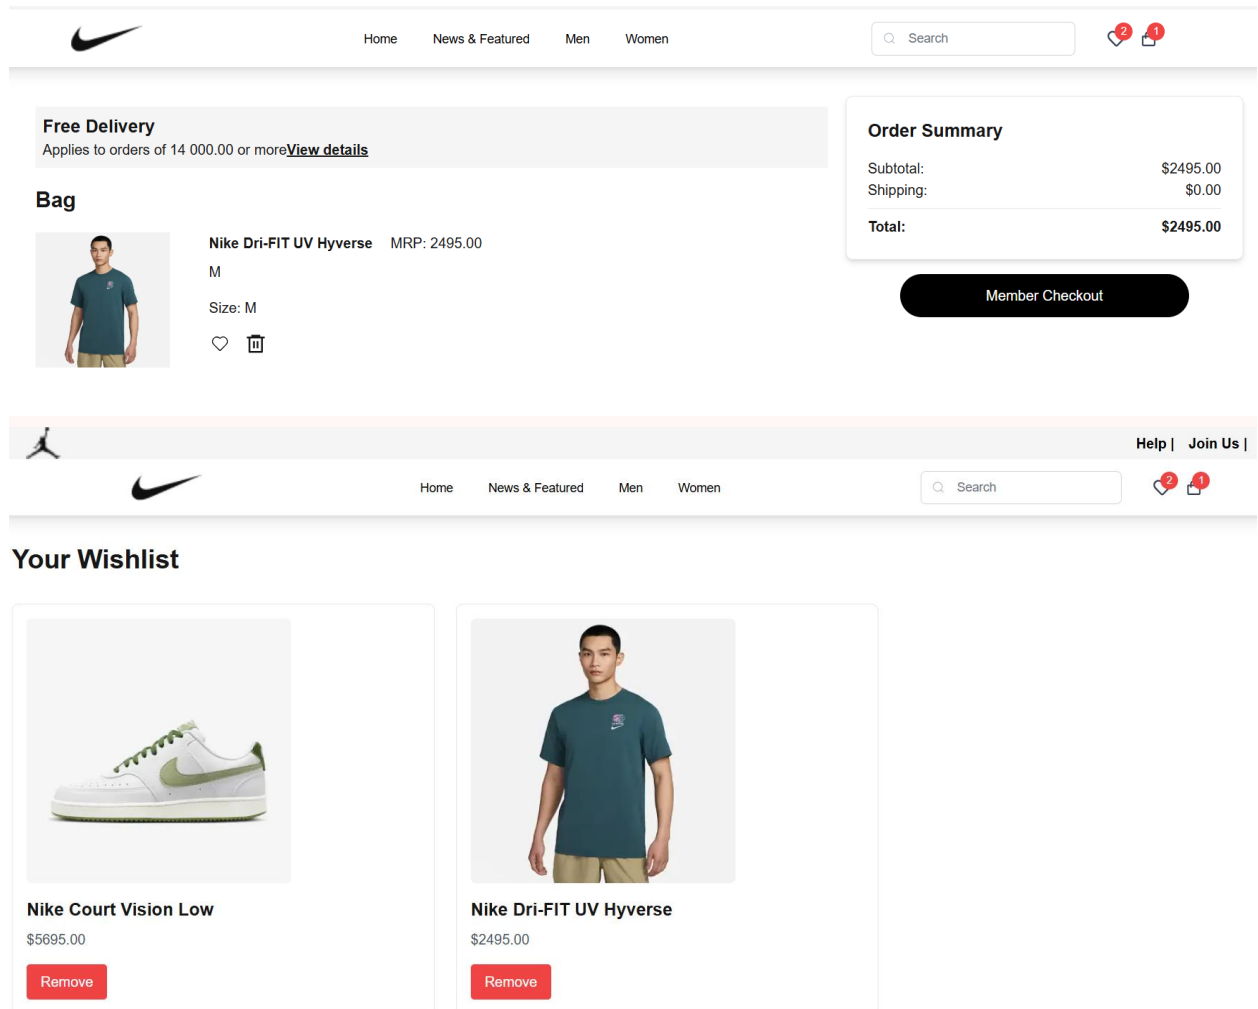 Home News & Featured Men Women Search 2 1
Free Delivery
Applies to orders of 14 000.00 or moreView details
Bag
Nike Dri-FIT UV Hyverse MRP: 2495.00
M
Size: M
Order Summary
Subtotal: $2495.00
Shipping: $0.00
Total: $2495.00
Member Checkout
Help | Join Us |
Home News & Featured Men Women Search 2 1
Your Wishlist
Nike Court Vision Low
$5695.00
Remove
Nike Dri-FIT UV Hyverse
$2495.00
Remove